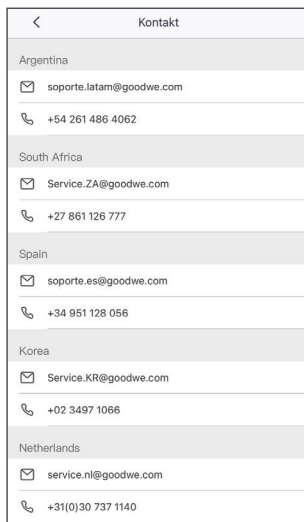 Kontakt
Argentina
soporte.latam@goodwe.com
+54 261 486 4062
South Africa
Service.ZA@goodwe.com
+27 861 126 777
Spain
soporte.es@goodwe.com
+34 951 128 056
Korea
Service.KR@goodwe.com
+02 3497 1066
Netherlands
service.nl@goodwe.com
+31(0)30 737 1140